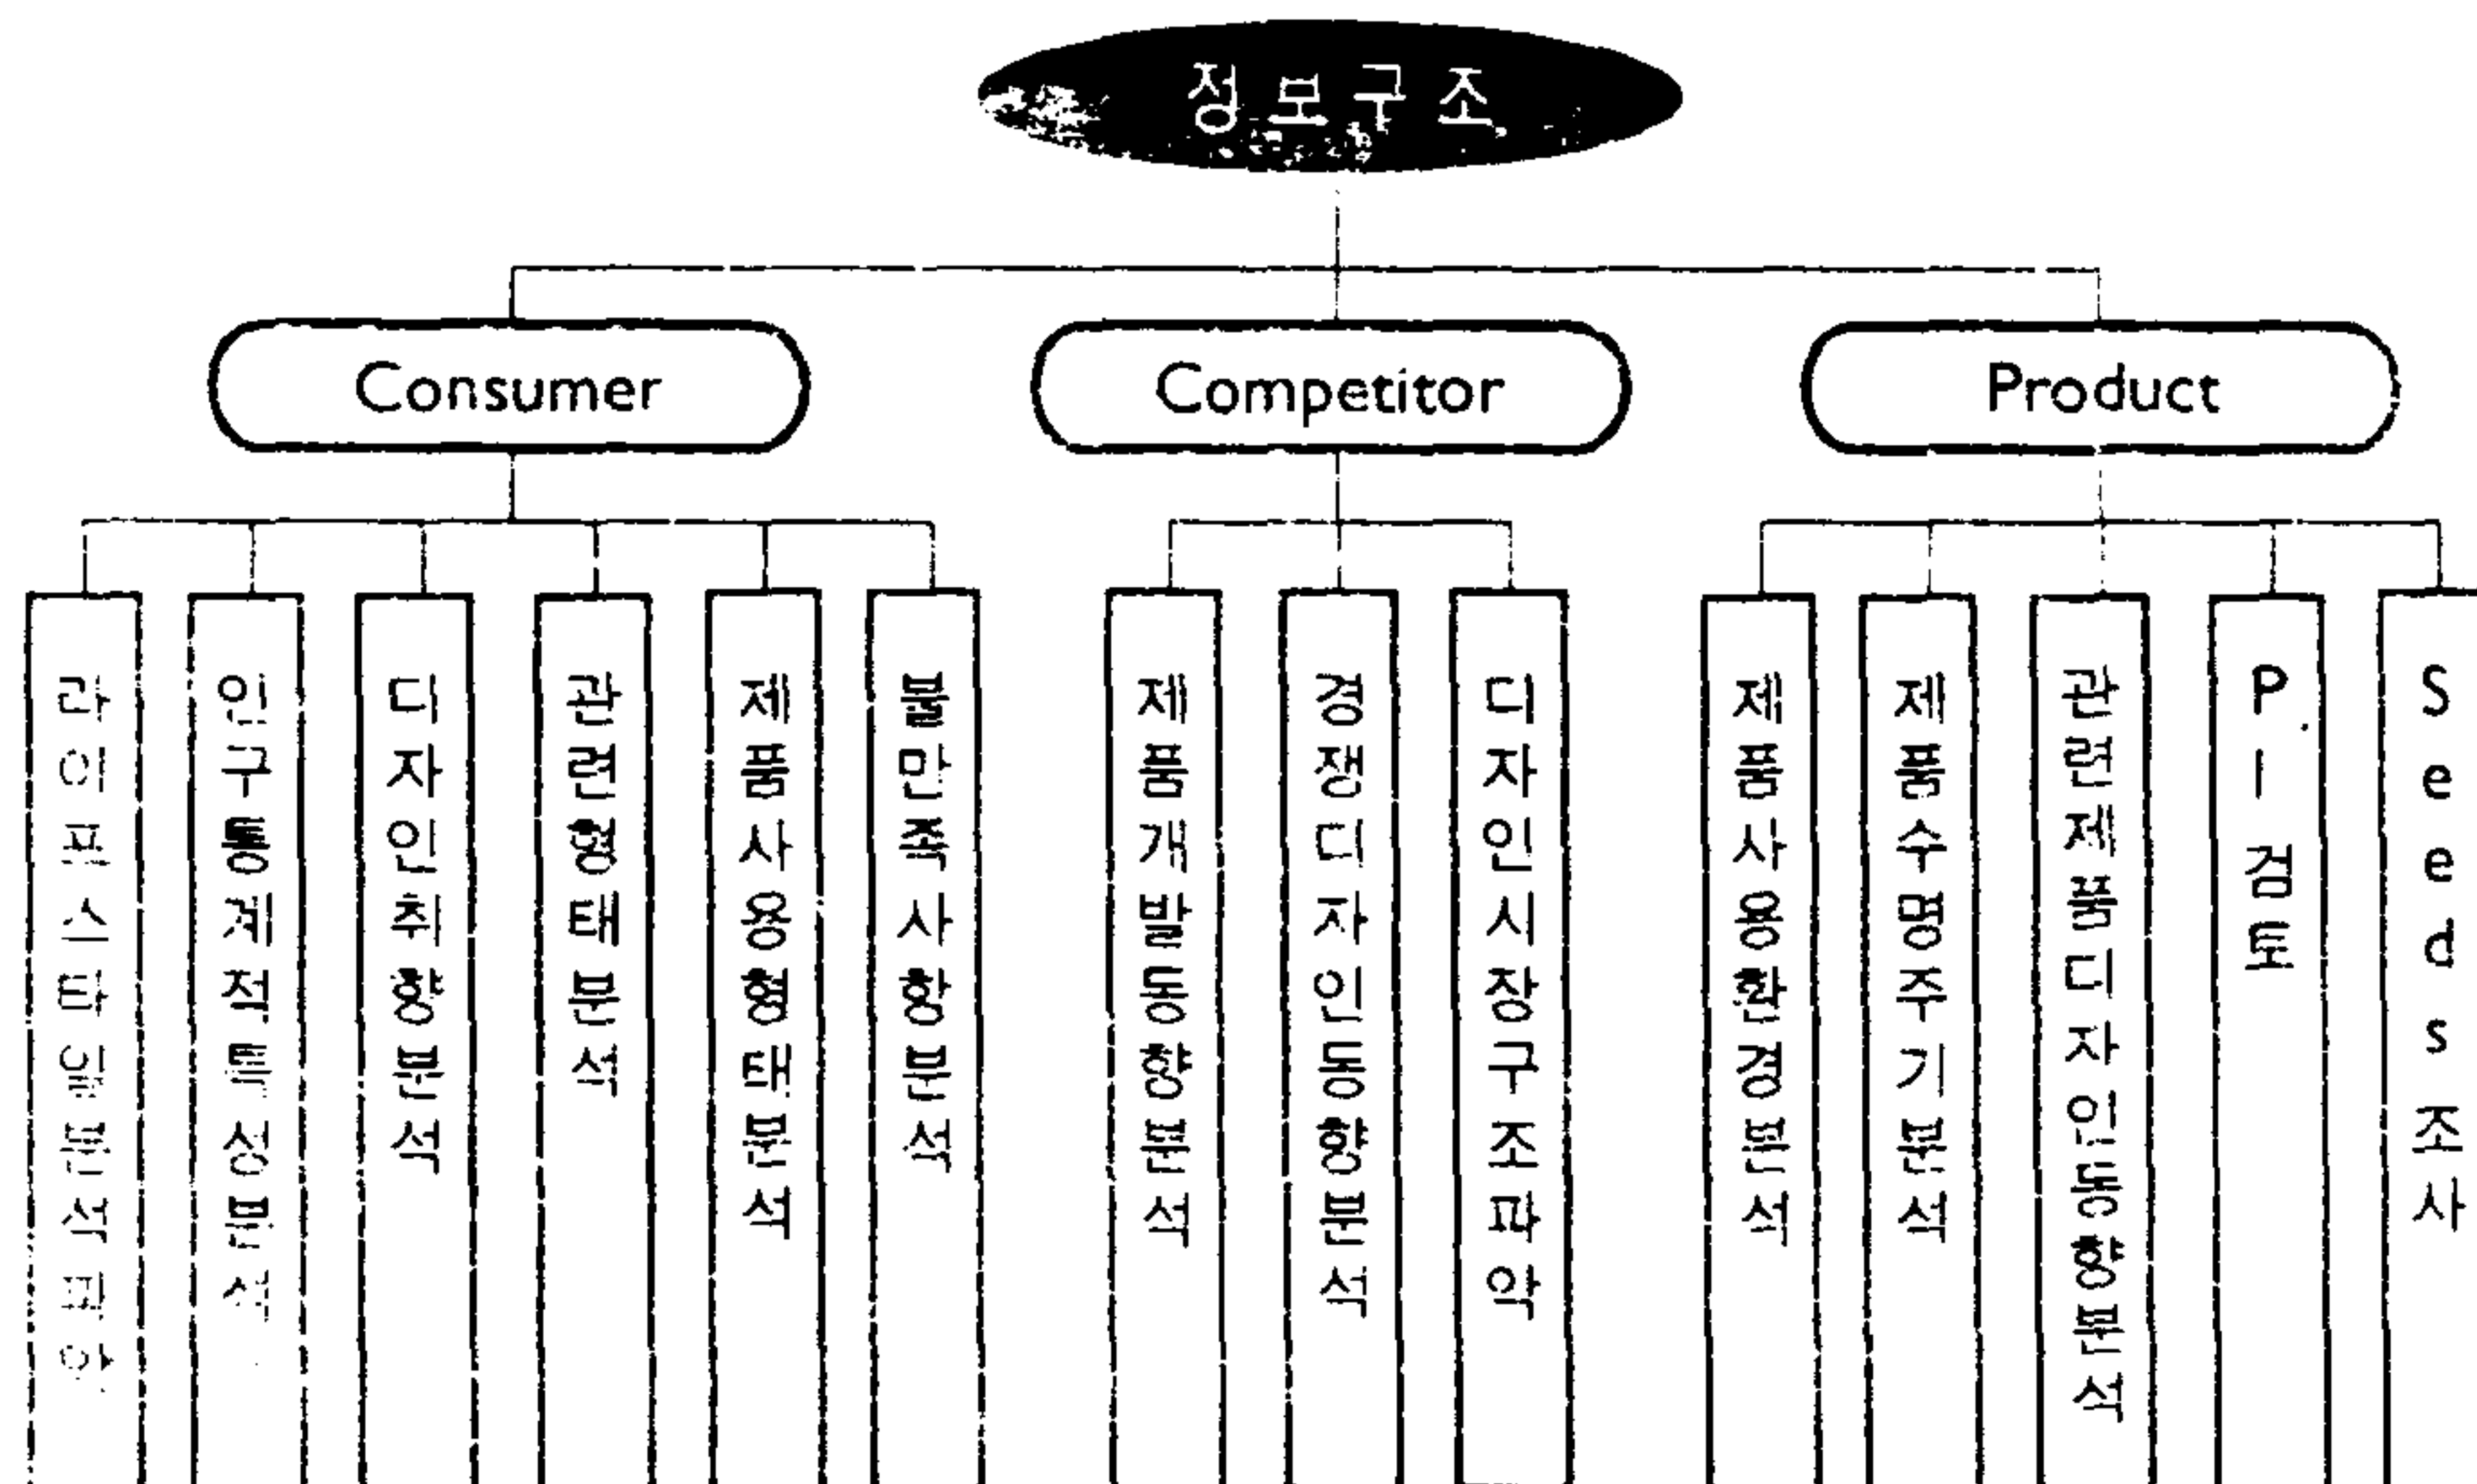 정보구조
Consumer
Competitor
Product
라이프스타일분석
인구통계적특성분석
디자인취향분석
관련형태분석
제품사용형태분석
불만족사항분석
제품개발동향분석
경쟁디자인동향분석
디자인시장구조파악
제품사용환경분석
제품수명주기분석
관련제품디자인동향분석
P.I 검토
Seeds조사